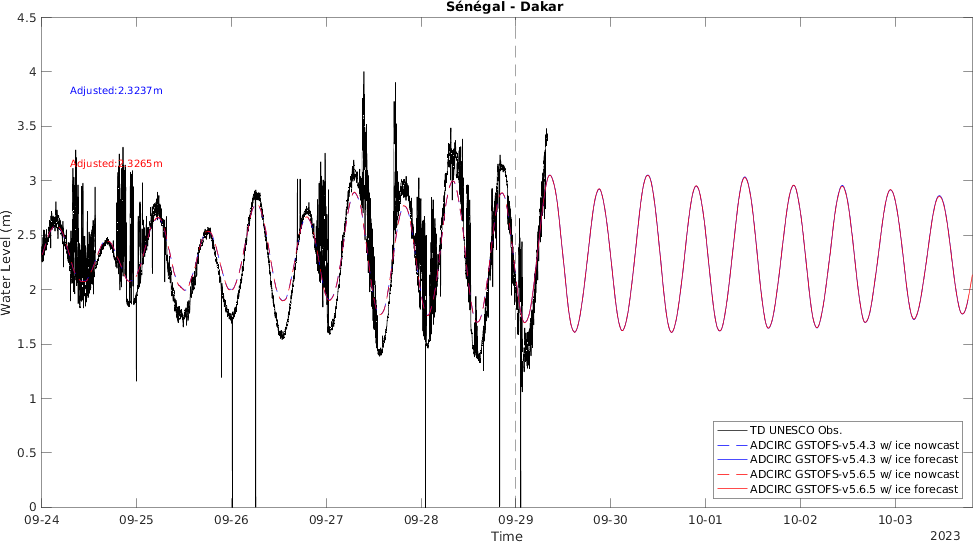 Sénégal - Dakar
4.5
4
3.5
3
2.5
2
1.5
1
0.5
0
Water Level (m)
Adjusted:2.3237m
Adjusted:2.3265m
TD UNESCO Obs.
ADCIRC GSTOFS-v5.4.3 w/ ice nowcast
ADCIRC GSTOFS-v5.4.3 w/ ice forecast
ADCIRC GSTOFS-v5.6.5 w/ ice nowcast
ADCIRC GSTOFS-v5.6.5 w/ ice forecast
09-24 09-25 09-26 09-27 09-28 09-29 09-30 10-01 10-02 10-03
Time
2023